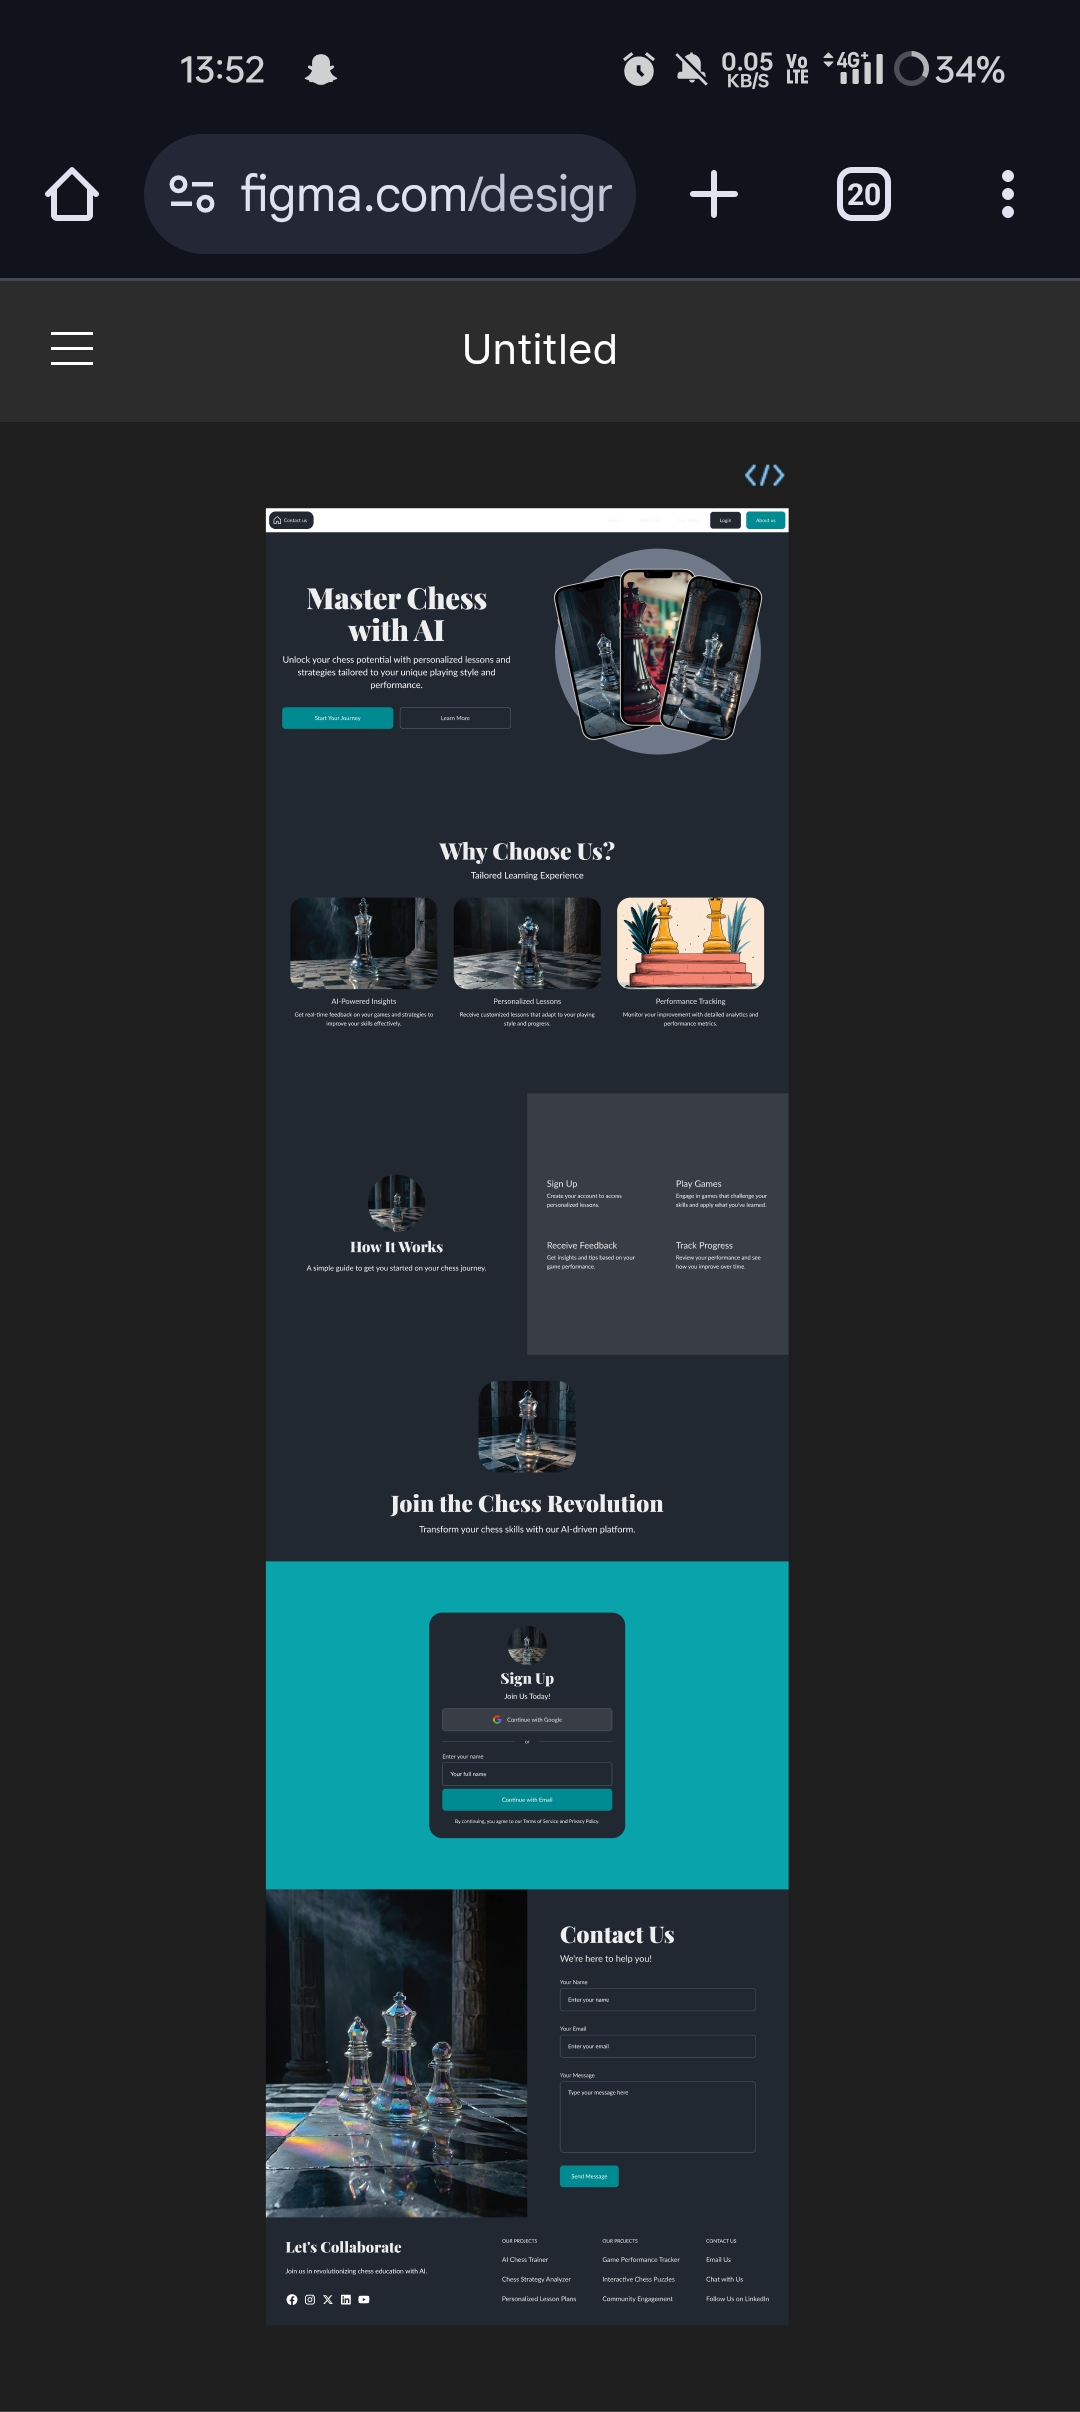 13:52
0.05
KB/S
Vo
LTE
4G+
34%
figma.com/desigr
20
Untitled
Contact us
Login
About us
Master Chess
with AI
Unlock your chess potential with personalized lessons and
strategies tailored to your unique playing style and
performance.
Start Your Journey
Learn More
Why Choose Us?
Tailored Learning Experience
AI-Powered Insights
Get real-time feedback on your games and strategies to
improve your skills effectively.
Personalized Lessons
Receive customized lessons that adapt to your playing
style and progress.
Performance Tracking
Monitor your improvement with detailed analytics and
performance metrics.
How It Works
A simple guide to get you started on your chess journey.
Sign Up
Create your account to access
personalized lessons.
Play Games
Engage in games that challenge your
skills and apply what you've learned.
Receive Feedback
Get insights and tips based on your
game performance.
Track Progress
Review your performance and see
how you improve over time.
Join the Chess Revolution
Transform your chess skills with our AI-driven platform.
Sign Up
Join Us Today!
Continue with Google
or
Enter your name
Your full name
Continue with Email
By continuing, you agree to our Terms of Service and Privacy Policy.
Contact Us
We're here to help you!
Your Name
Enter your name
Your Email
Enter your email
Your Message
Type your message here
Send Message
Let's Collaborate
Join us in revolutionizing chess education with AI.
OUR PROJECTS
AI Chess Trainer
Chess Strategy Analyzer
Personalized Lesson Plans
OUR PROJECTS
Game Performance Tracker
Interactive Chess Puzzles
Community Engagement
CONTACT US
Email Us
Chat with Us
Follow Us on LinkedIn